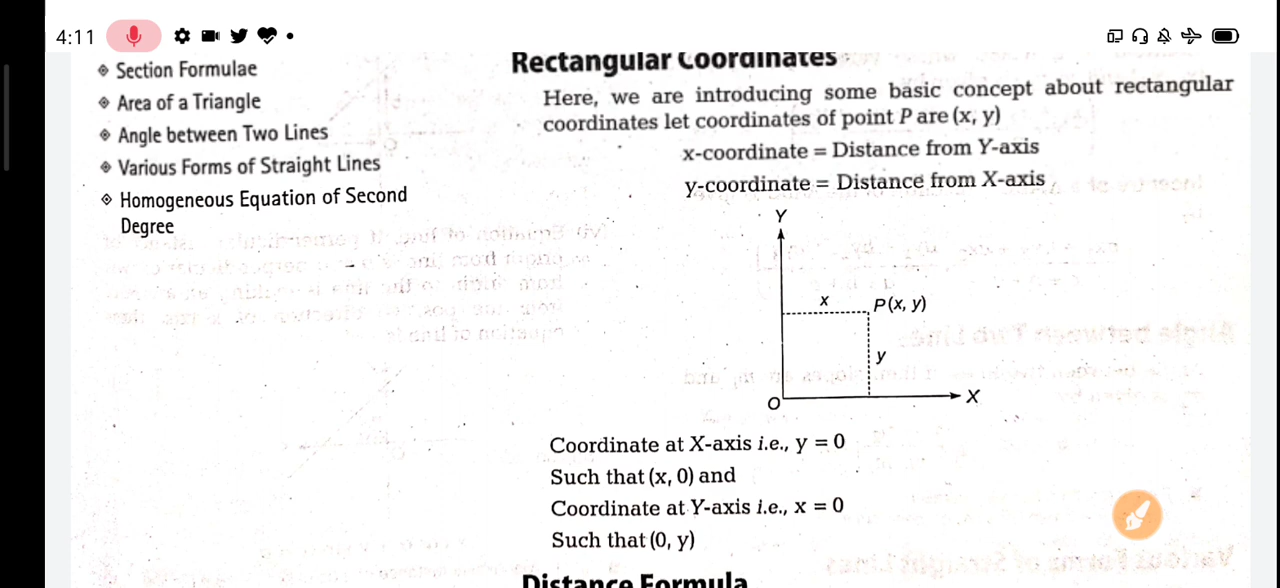 4:11
Section Formulae
Area of a Triangle
Angle between Two Lines
Various Forms of Straight Lines
Homogeneous Equation of Second
Degree
Rectangular Coordinates
Here, we are introducing some basic concept about rectangular
coordinates let coordinates of point P are (x, y)
x-coordinate = Distance from Y-axis
y-coordinate = Distance from X-axis
Y
x
P(x, y)
y
O
X
Coordinate at X-axis i.e., y = 0
Such that (x, 0) and
Coordinate at Y-axis i.e., x = 0
Such that (0, y)
Distance Formula